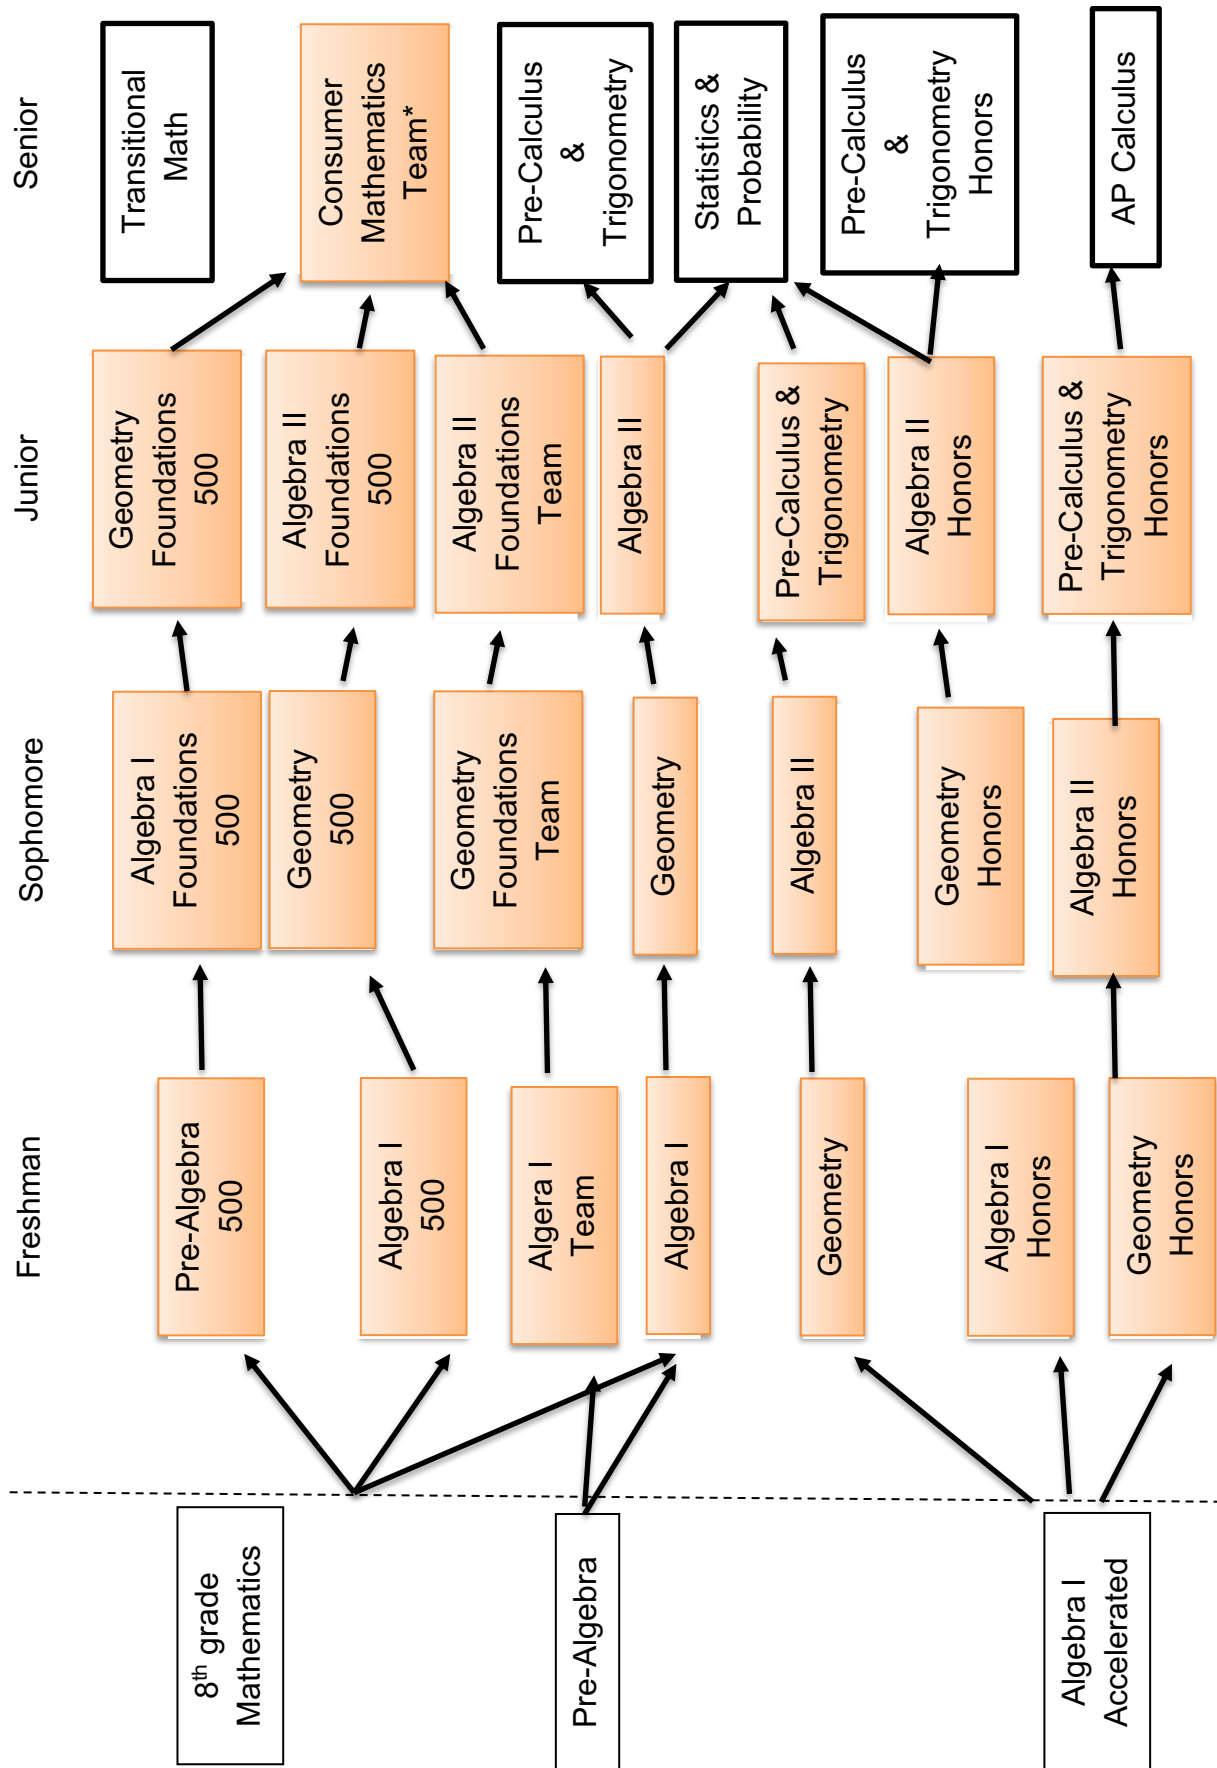 Freshman
Sophomore
Junior
Senior
8th grade
Mathematics
Pre-Algebra
500
Algebra I
Foundations
500
Geometry
Foundations
500
Transitional
Math
Algebra I
500
Geometry
500
Algebra II
Foundations
500
Consumer
Mathematics
Team*
Pre-Algebra
Algera I
Team
Geometry
Foundations
Team
Algebra II
Foundations
Team
Pre-Calculus
&
Trigonometry
Algebra I
Geometry
Algebra II
Statistics &
Probability
Geometry
Algebra II
Pre-Calculus &
Trigonometry
Pre-Calculus
&
Trigonometry
Honors
Algebra I
Accelerated
Algebra I
Honors
Geometry
Honors
Algebra II
Honors
Geometry
Honors
Algebra II
Honors
Pre-Calculus &
Trigonometry
Honors
AP Calculus